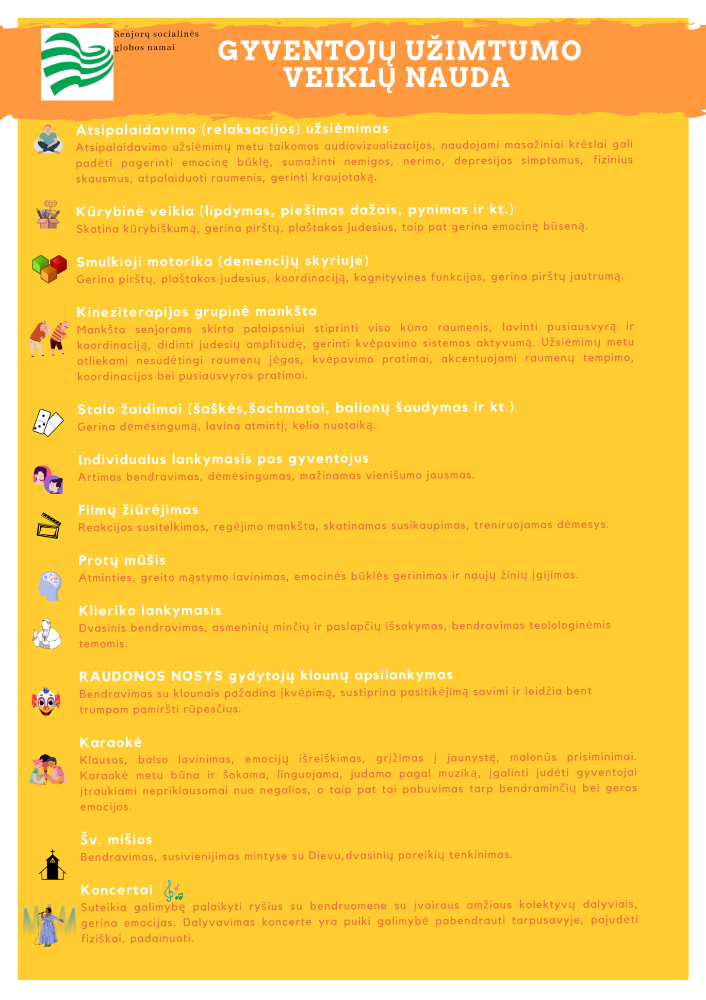 Senjorų socialinės
globos namai
GYVENTOJŲ UŽIMTUMO
VEIKLŲ NAUDA
Atsipalaidavimo (relaksacijos) užsiėmimas
Atsipalaidavimo užsiėmimų metu taikomos audiovizualizacijos, naudojami masažiniai krėslai gali
padėti pagerinti emocinę būklę, sumažinti nemigos, nerimo, depresijos simptomus, fizinius
skausmus, atpalaiduoti raumenis, gerinti kraujotaką.
Kūrybinė veikla (lipdymas, piešimas dažais, pynimas ir kt.)
Skatina kūrybiškumą, gerina pirštų, plaštakos judesius, taip pat gerina emocinę būseną.
Smulkioji motorika (demencijų skyriuje)
Gerina pirštų, plaštakos judesius, koordinaciją, kognityvines funkcijas, gerina pirštų jautrumą.
Kineziterapijos grupinė mankšta
Mankšta senjorams skirta palaipsniui stiprinti viso kūno raumenis, lavinti pusiausvyrą ir
koordinaciją, didinti judesių amplitudę, gerinti kvėpavimo sistemos aktyvumą. Užsiėmimų metu
atliekami nesudėtingi raumenų jėgos, kvėpavimo pratimai, akcentuojami raumenų tempimo,
koordinacijos bei pusiausvyros pratimai.
Stalo žaidimai (šaškės,šachmatai, balionų šaudymas ir kt.)
Gerina dėmėsingumą, lavina atmintį, kelia nuotaiką.
Individualus lankymasis pas gyventojus
Artimas bendravimas, dėmėsingumas, mažinamas vienišumo jausmas.
Filmų žiūrėjimas
Reakcijos susitelkimas, regėjimo mankšta, skatinamas susikaupimas, treniruojamas dėmesys.
Protų mūšis
Atminties, greito mąstymo lavinimas, emocinės būklės gerinimas ir naujų žinių įgijimas.
Klieriko lankymasis
Dvasinis bendravimas, asmeninių minčių ir paslapčių išsakymas, bendravimas teolologinėmis
temomis.
RAUDONOS NOSYS gydytojų klounų apsilankymas
Bendravimas su klounais pažadina įkvėpimą, sustiprina pasitikėjimą savimi ir leidžia bent
trumpam pamiršti rūpesčius.
Karaokė
Klausos, balso lavinimas, emocijų išreiškimas, grįžimas į jaunystę, malonūs prisiminimai.
Karaokė metu būna ir šokama, linguojama, judama pagal muziką, įgalinti judėti gyventojai
įtraukiami nepriklausomai nuo negalios, o taip pat tai pabuvimas tarp bendraminčių bei geros
emocijos.
Šv. mišios
Bendravimas, susivienijimas mintyse su Dievu,dvasinių poreikių tenkinimas.
Koncertai
Suteikia galimybę palaikyti ryšius su bendruomene su įvairaus amžiaus kolektyvų dalyviais,
gerina emocijas. Dalyvavimas koncerte yra puiki galimybė pabendrauti tarpusavyje, pajudėti
fiziškai, padainuoti.